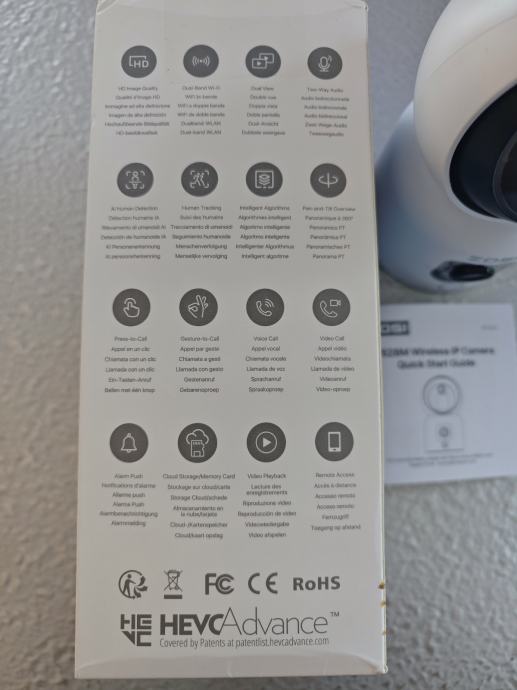 HD
HD Image Quality
Qualité d'image HD
Immagine ad alta definizione
Imagen de alta definición
Hochauflösende Bildqualität
HD-beeldkwaliteit
Dual-Band Wi-Fi
WiFi bi-bande
WiFi a doppie bande
WiFi de doble banda
Dualband WLAN
Dual-band WLAN
Dual View
Double vue
Doppia vista
Doble pantalla
Dual-Ansicht
Dubbele weergave
Two-Way Audio
Audio bidirectionnelle
Audio bidirezionale
Audio bidireccional
Zwei-Wege-Audio
Tweewegaudio
AI Human Detection
Détection humaine IA
Rilevamento di umanoidi AI
Detección de humanoide IA
KI Personenerkennung
AI persoonherkenning
Human Tracking
Suivi des humains
Tracciamento di umanoidi
Seguimiento humanoide
Menschenverfolgung
Menselijke vervolging
Intelligent Algorithms
Algorithmes intelligent
Algoritmo intelligente
Algoritmo inteligente
Intelligenter Algorithmus
Intelligent algoritme
Pan-and-Tilt Overview
Panoramique à 360°
Panoramica PT
Panorámica PT
Panoramisches PT
Panorama PT
Press-to-Call
Appel en un clic
Chiamata con un clic
Llamada con un clic
Ein-Tasten-Anruf
Bellen met één knop
Gesture-to-Call
Appel par geste
Chiamata a gesti
Llamada con gesto
Gestenanruf
Gebarenoproep
Voice Call
Appel vocal
Chiamata vocale
Llamada de voz
Sprachanruf
Spraakoproep
Video Call
Appel vidéo
Videochiamata
Llamada de vídeo
Videoanruf
Video-oproep
Alarm Push
Notifications d'alarme
Allarme push
Alarma Push
Alarmbenachrichtigung
Alarmmelding
Cloud Storage/Memory Card
Stockage sur cloud/carte
Storage Cloud/schede
Almacenamiento en
la nube/tarjeta
Cloud-/Kartenspeicher
Cloud/kaart opslag
Video Playback
Lecture des
enregistrements
Riproduzione video
Reproducción de video
Videowiedergabe
Video afspelen
Remote Access
Accès à distance
Accesso remoto
Acceso remoto
Fernzugriff
Toegang op afstand
FC CE RoHS
HEVC HEVCAdvance™
Covered by Patents at patentlist.hevcadvance.com
Wireless IP Camera
Quick Start Guide